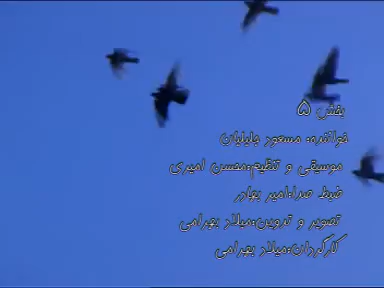 بخش ۵
خواننده: مسعود جلیلیان
موسیقی و تنظیم:محسن امیری
ضبط صدا:امیر بهادر
تصویر و تدوین:میلاد بهرامی
کارگردان:میلاد بهرامی